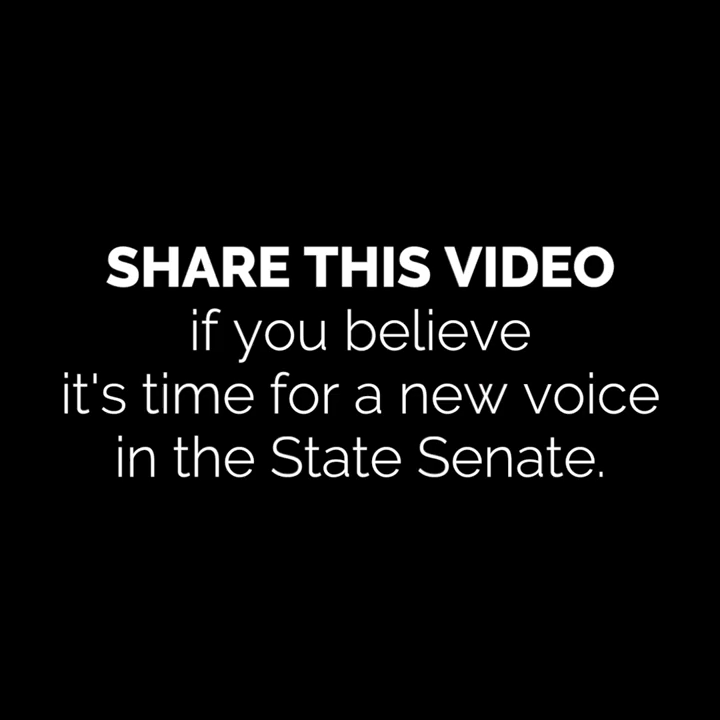 SHARE THIS VIDEO
if you believe
it's time for a new voice
in the State Senate.